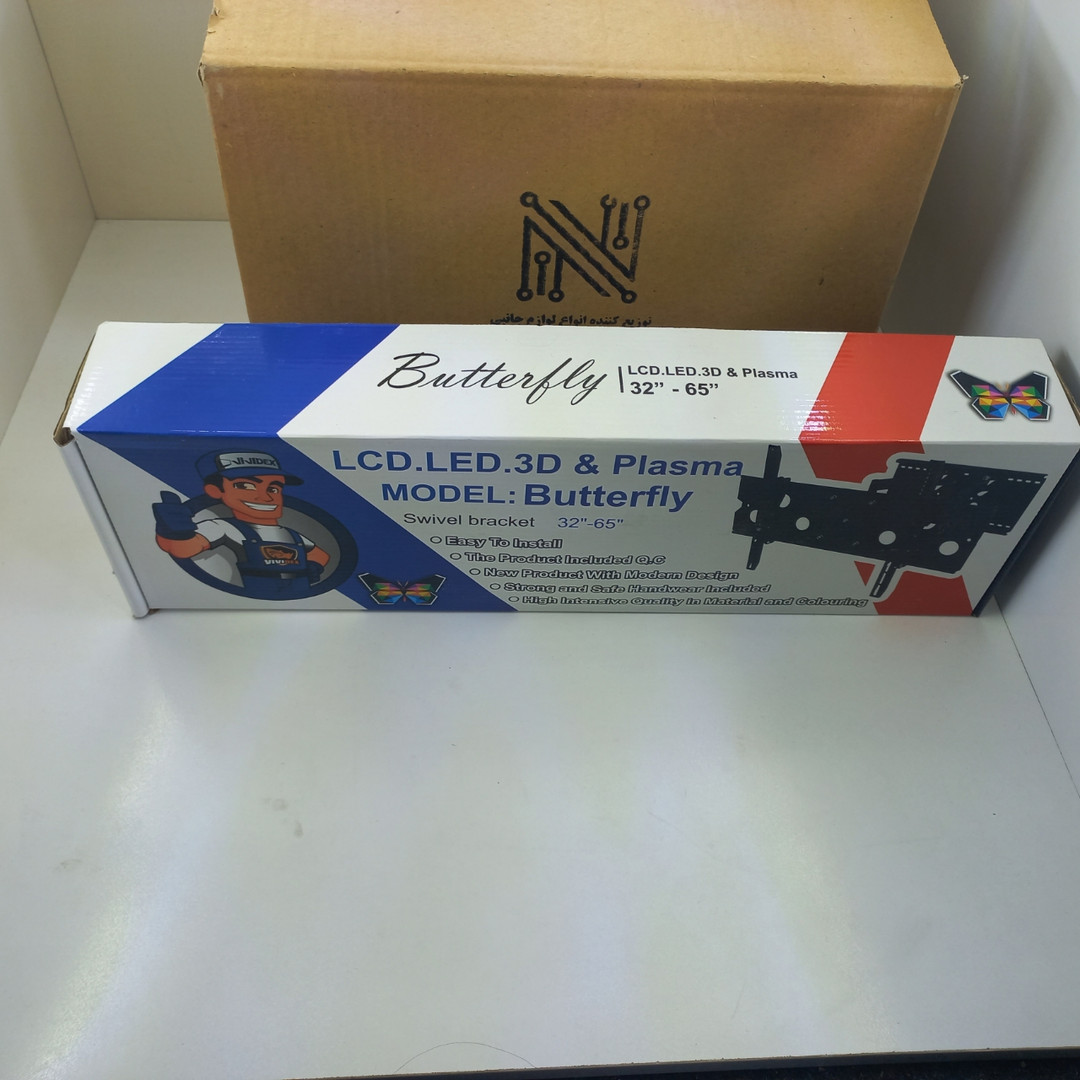 توزیع کننده انواع لوازم جانبی
Butterfly
LCD.LED.3D & Plasma
32” - 65”
JIJIDEX
VIVIDEX
LCD.LED.3D & Plasma
MODEL: Butterfly
Swivel bracket 32"-65"
Easy To Install
The Product Included Q.C
New Product With Modern Design
Strong and Safe Handwear Included
High Intensive Quality in Material and Colouring